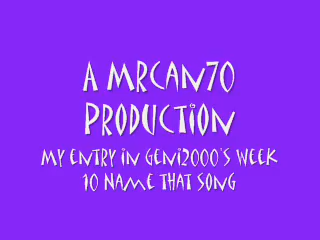 A MRCAN70
PRODUCTION
MY ENTRY IN GENI2000'S WEEK
10 NAME THAT SONG